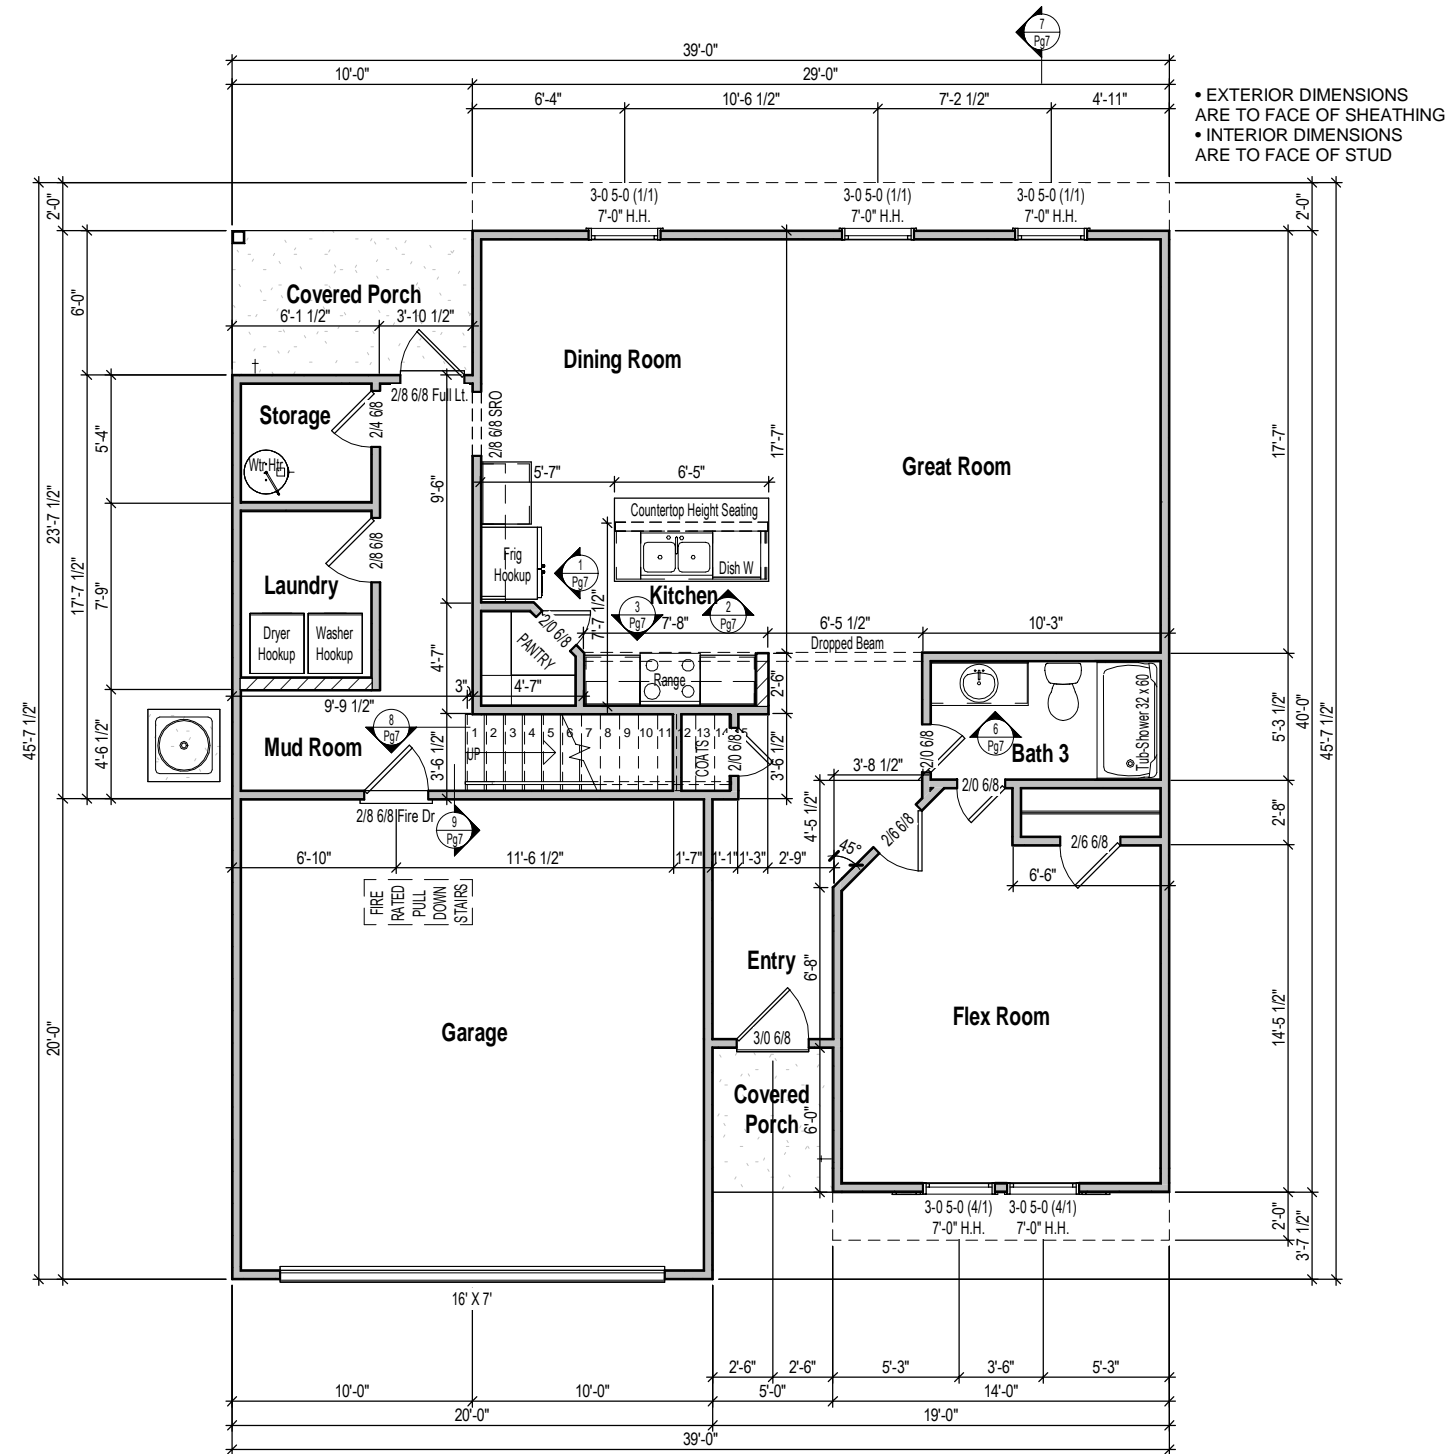 7
Pg7
39'-0"
10'-0"
29'-0"
6'-4"
10'-6 1/2"
7'-2 1/2"
4'-11"
• EXTERIOR DIMENSIONS
ARE TO FACE OF SHEATHING
• INTERIOR DIMENSIONS
ARE TO FACE OF STUD
3-0 5-0 (1/1)
7'-0" H.H.
3-0 5-0 (1/1)
7'-0" H.H.
3-0 5-0 (1/1)
7'-0" H.H.
2'-0"
2'-0"
6'-0"
Covered Porch
6'-1 1/2"
3'-10 1/2"
Dining Room
2/8 6/8 Full Lt.
Storage
2/4 6/8
2/8 6/8 SRO
5'-4"
Wtr Htr
9'-6"
5'-7"
6'-5"
17'-7"
Great Room
17'-7"
Countertop Height Seating
23'-7 1/2"
17'-7 1/2"
7'-9"
Laundry
2/8 6/8
Frig
Hookup
1
Pg7
Dish W
Kitchen
3
Pg7
2
Pg7
7'-7 1/2"
7'-8"
6'-5 1/2"
10'-3"
Dropped Beam
Dryer
Hookup
Washer
Hookup
2/0 6/8
PANTRY
4'-7"
4'-7"
3"
Range
2'-6"
9'-9 1/2"
45'-7 1/2"
4'-6 1/2"
Mud Room
8
Pg7
3'-6 1/2"
1 2 3 4 5 6 7 8 9 10 11 12 13 14 15
UP
COATS
2/0 6/8
3'-6 1/2"
2/0 6/8
6
Pg7
Bath 3
Tub-Shower 32 x 60
5'-3 1/2"
40'-0"
45'-7 1/2"
3'-8 1/2"
2/0 6/8
2/8 6/8 Fire Dr
9
Pg7
4'-5 1/2"
2/6 6/8
45°
2/6 6/8
2'-8"
6'-10"
11'-6 1/2"
1'-7"
1'-1"
1'-3"
2'-9"
6'-6"
FIRE
RATED
PULL
DOWN
STAIRS
Entry
6'-8"
Garage
Flex Room
20'-0"
14'-5 1/2"
3/0 6/8
Covered
Porch
6'-0"
3-0 5-0 (4/1)
7'-0" H.H.
3-0 5-0 (4/1)
7'-0" H.H.
2'-0"
3'-7 1/2"
16' X 7'
2'-6"
2'-6"
5'-3"
3'-6"
5'-3"
10'-0"
10'-0"
5'-0"
14'-0"
20'-0"
19'-0"
39'-0"